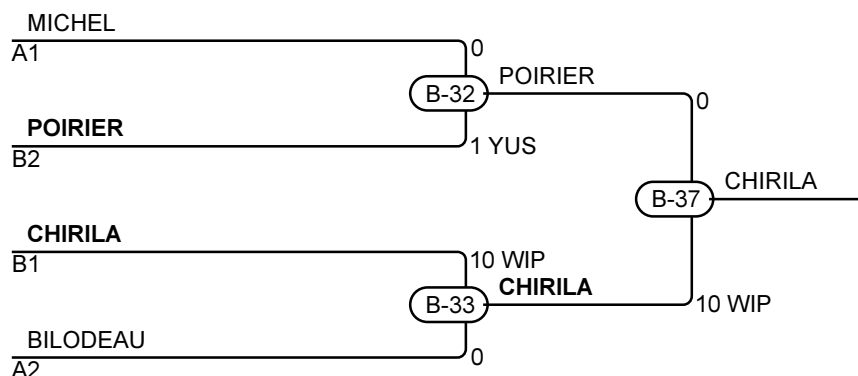 MICHEL
A1
0
B-32
POIRIER
0
POIRIER
B2
1 YUS
B-37
CHIRILA
CHIRILA
B1
10 WIP
B-33
CHIRILA
10 WIP
BILODEAU
A2
0